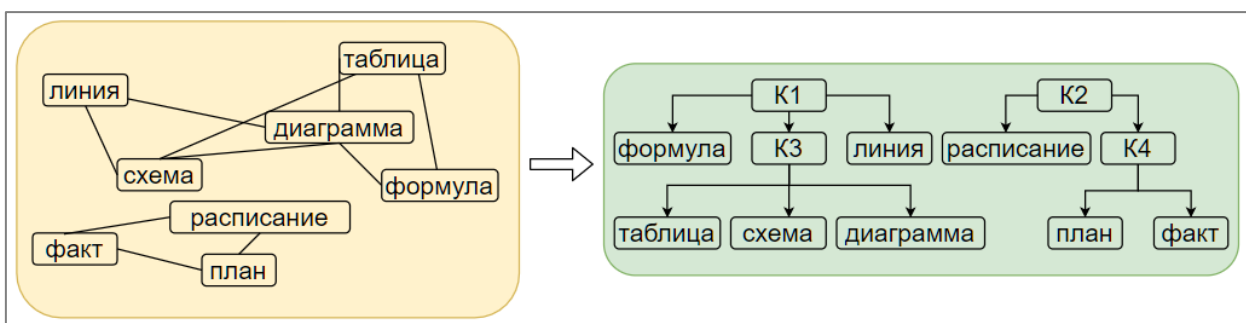 таблица
линия
диаграмма
схема
формула
расписание
факт
план
К1
К2
формула
К3
линия
расписание
К4
таблица
схема
диаграмма
план
факт